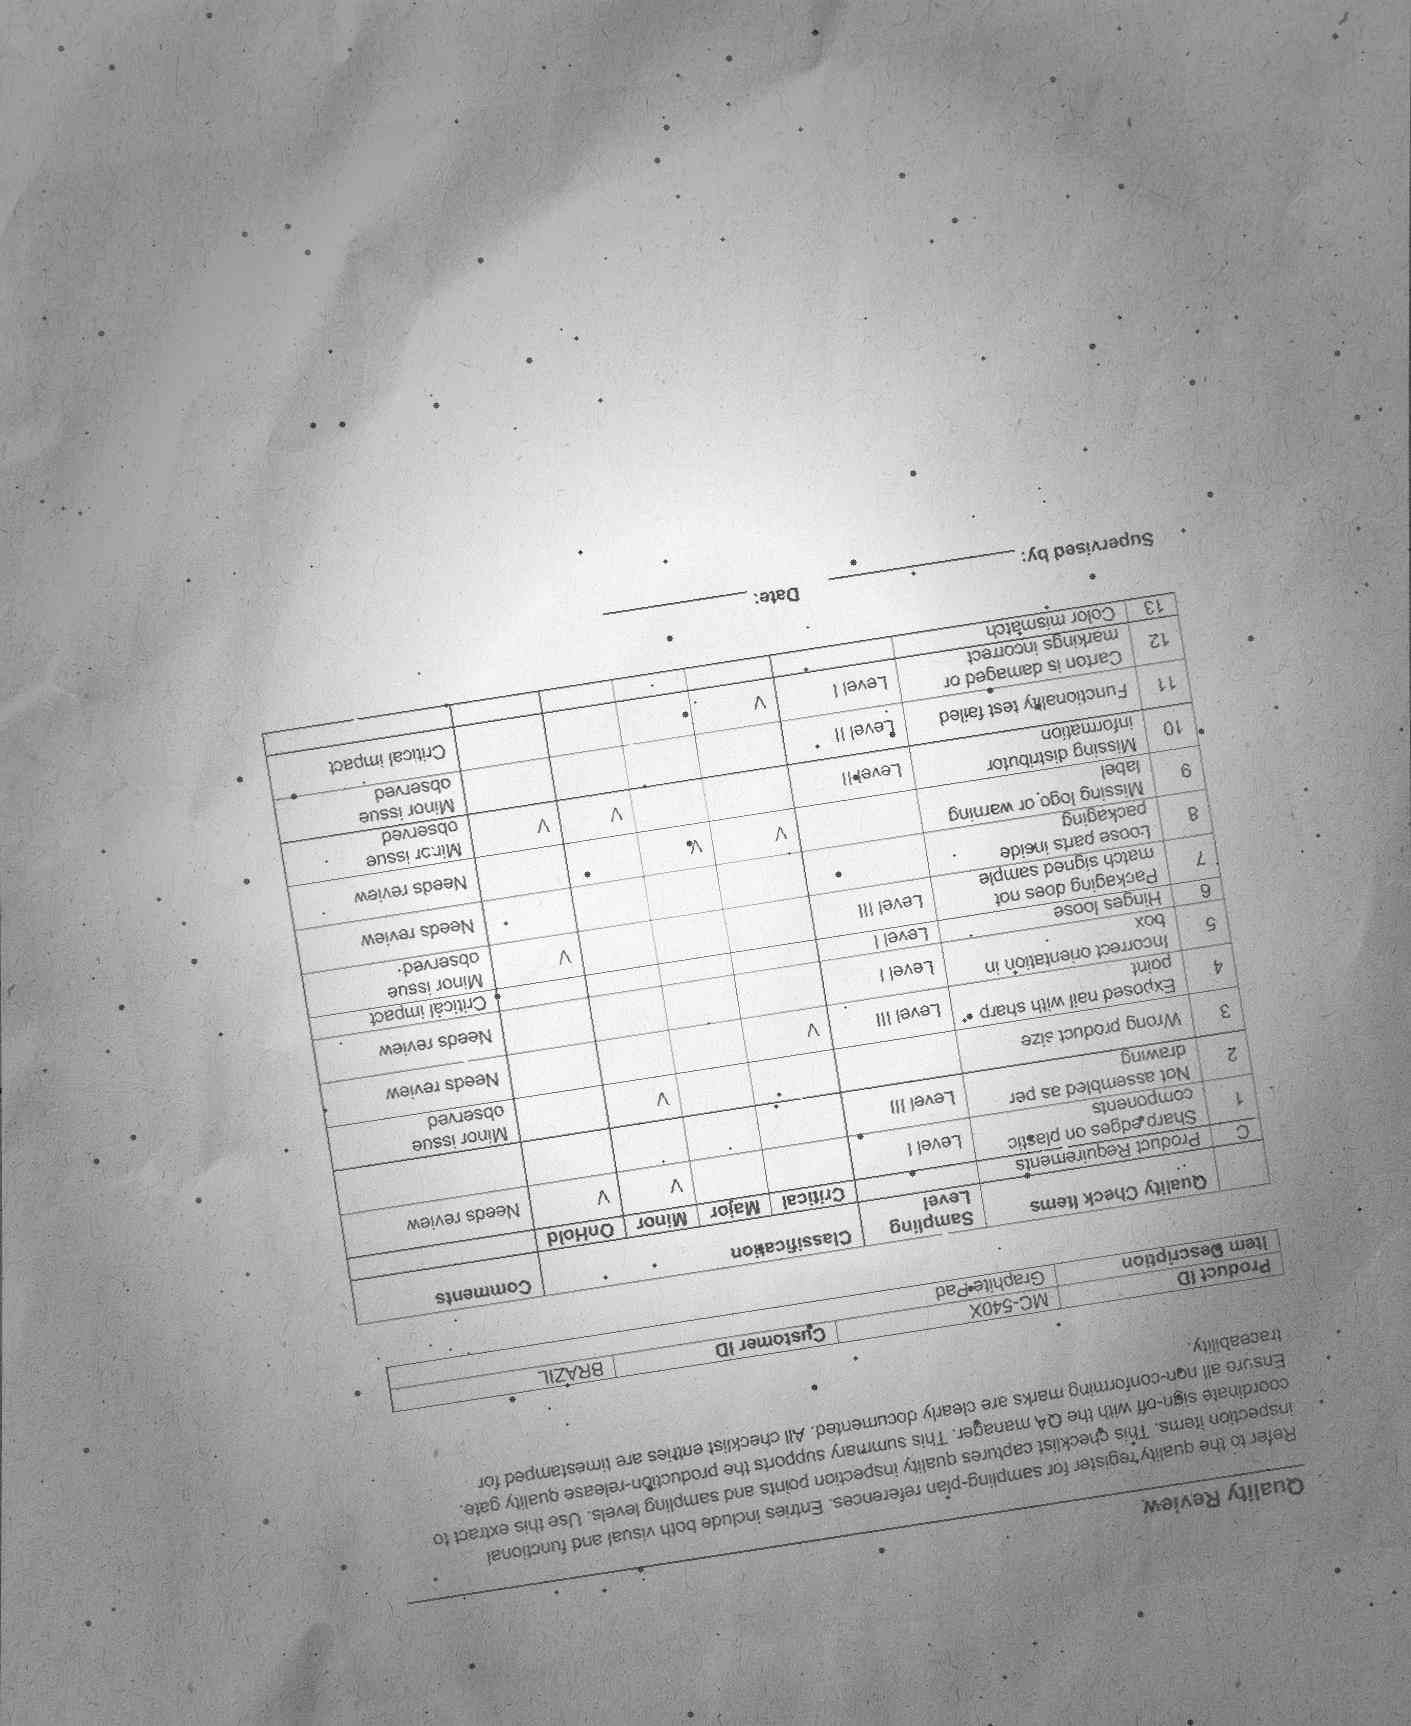 Quality Review
Refer to the quality register for sampling-plan references. Entries include both visual and functional
inspection items. This checklist captures quality inspection points and sampling levels. Use this extract to
coordinate sign-off with the QA manager. This summary supports the production-release quality gate.
Ensure all non-conforming marks are clearly documented. All checklist entries are timestamped for
traceability.
Product ID MC-540X Customer ID BRAZIL
Item Description Graphite Pad
Quality Check Items Sampling Level Classification Comments
Critical Major Minor OnHold
C Product Requirements
1 Sharp edges on plastic components Level I V V Needs review
2 Not assembled as per drawing Level III
3 Wrong product size V Minor issue observed
4 Exposed nail with sharp point Level III V Needs review
5 Incorrect orientation in box Level I Needs review
6 Hinges loose Level I Critical impact
7 Packaging does not match signed sample Level III V Minor issue observed
8 Loose parts inside packaging Needs review
9 Missing logo or warning label V V Needs review
10 Missing distributor information Level II V V Minor issue observed
11 Functionality test failed Level II Minor issue observed
12 Carton is damaged or markings incorrect Level I V Critical impact
13 Color mismatch
Supervised by: Date: